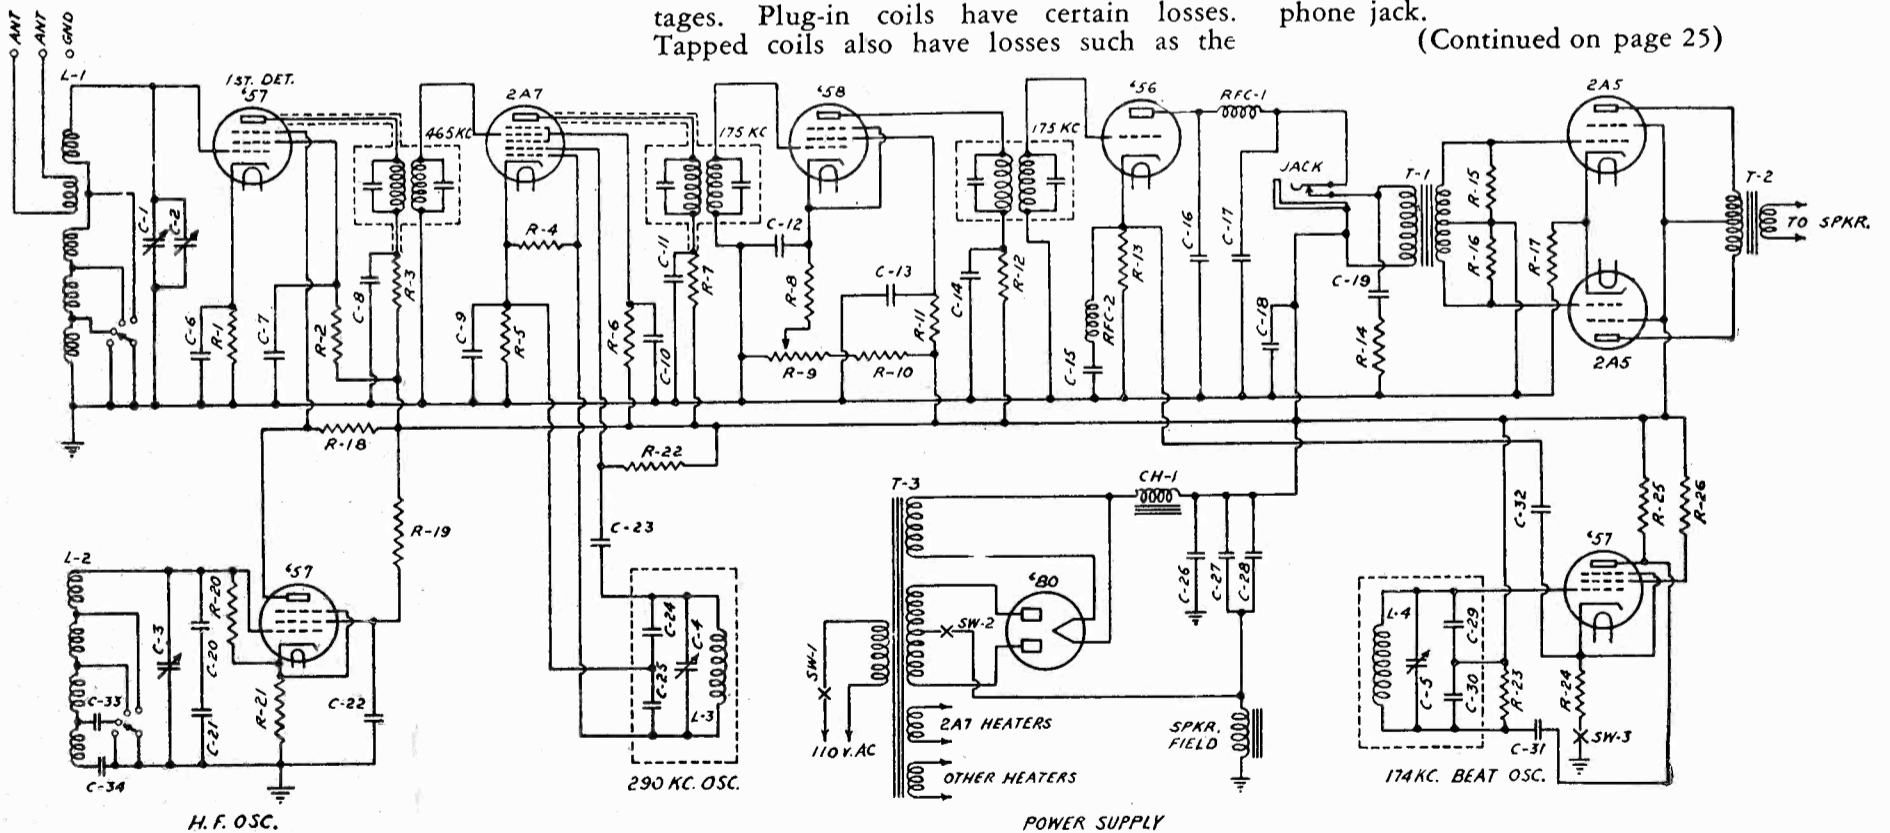 tages. Plug-in coils have certain losses. phone jack.
Tapped coils also have losses such as the (Continued on page 25)
ANT ANT GND
L-1
1ST. DET.
'57
465 KC
2A7
175 KC
'58
175 KC
'56
RFC-1
JACK
T-1
2A5
T-2
TO SPKR.
C-1
C-2
C-6
R-1
C-7
R-2
C-8
R-3
R-4
C-9
R-5
R-6
C-10
C-11
R-7
C-12
R-8
R-9
R-10
C-13
R-11
C-14
R-12
RFC-2
C-15
R-13
C-16
C-17
C-18
C-19
R-14
R-15
R-16
R-17
2A5
R-18
R-22
R-19
C-23
L-2
'57
C-3
R-20
C-20
C-21
R-21
C-22
C-33
C-34
H.F. OSC.
C-24
C-4
C-25
L-3
290 KC. OSC.
T-3
CH-1
'80
SW-2
SW-1
110 V. AC
C-26
C-27
C-28
2A7 HEATERS
OTHER HEATERS
SPKR.
FIELD
POWER SUPPLY
C-32
R-25
R-26
'57
L-4
C-29
C-5
C-30
R-23
R-24
C-31
SW-3
174 KC. BEAT OSC.